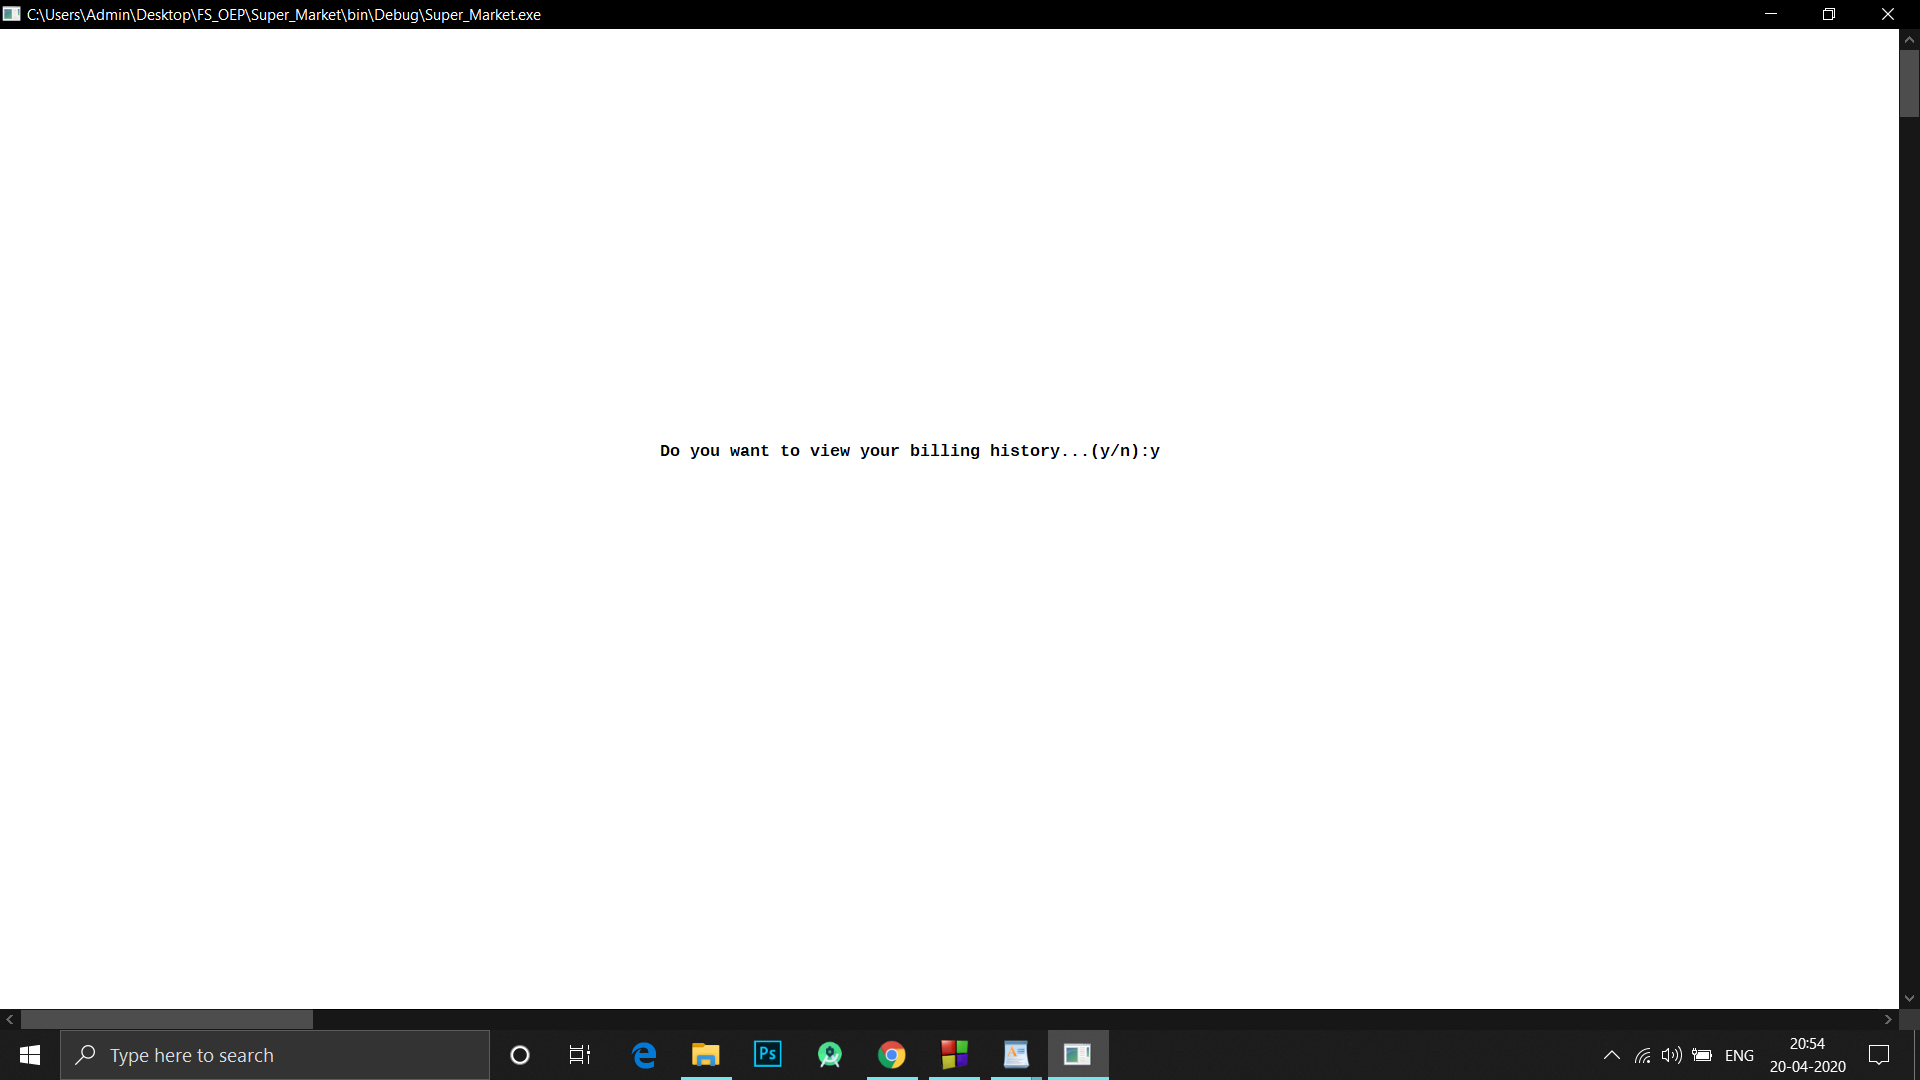 C:\Users\Admin\Desktop\FS_OEP\Super_Market\bin\Debug\Super_Market.exe
Do you want to view your billing history...(y/n):y
Type here to search
Ps
ENG
20:54
20-04-2020